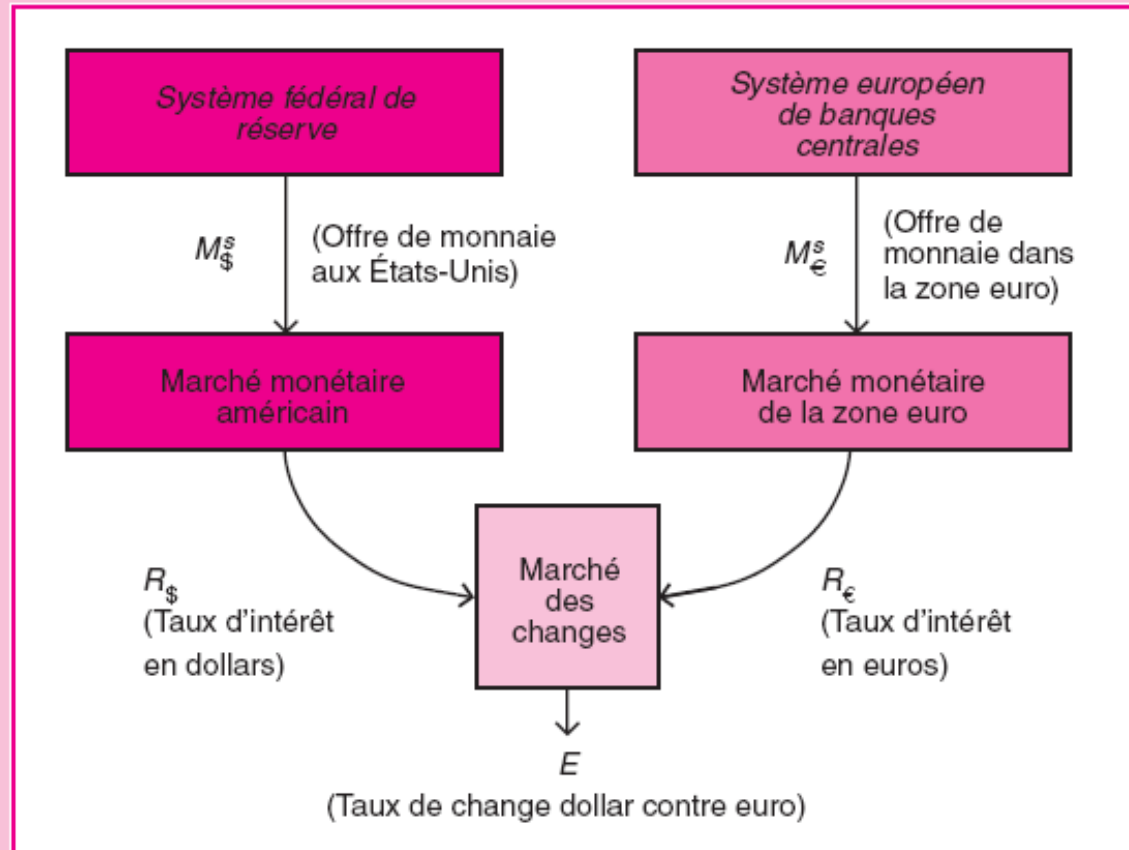 Système fédéral de
réserve
Système européen
de banques
centrales
M$s
(Offre de monnaie
aux États-Unis)
M€s
(Offre de
monnaie dans
la zone euro)
Marché monétaire
américain
Marché monétaire
de la zone euro
R$
(Taux d'intérêt
en dollars)
Marché
des
changes
R€
(Taux d'intérêt
en euros)
E
(Taux de change dollar contre euro)